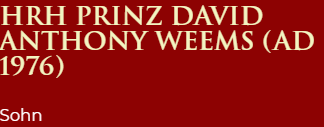 HRH PRINZ DAVID
ANTHONY WEEMS (AD
1976)
Sohn